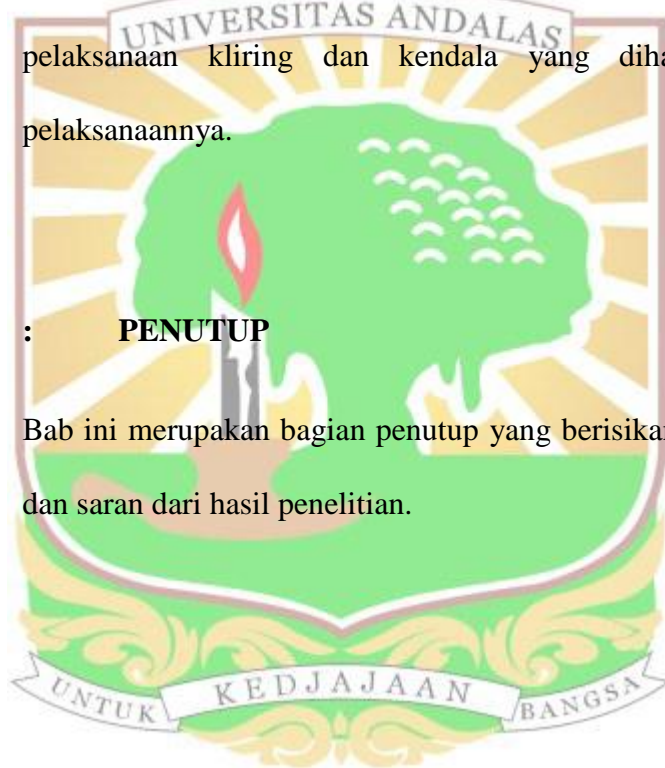 UNIVERSITAS ANDALAS
pelaksanaan kliring dan kendala yang diha
pelaksanaannya.
: PENUTUP
Bab ini merupakan bagian penutup yang berisikan
dan saran dari hasil penelitian.
UNTUK KEDJAJAAN BANGSA